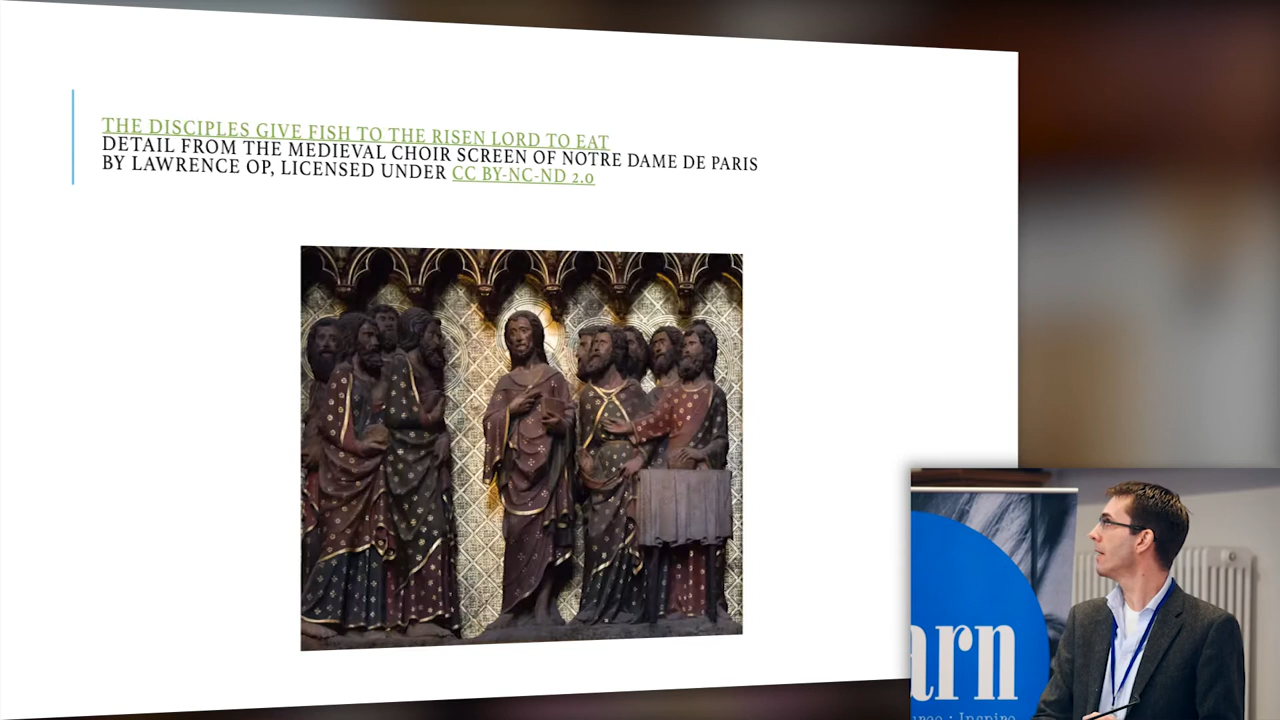 THE DISCIPLES GIVE FISH TO THE RISEN LORD TO EAT
DETAIL FROM THE MEDIEVAL CHOIR SCREEN OF NOTRE DAME DE PARIS
BY LAWRENCE OP, LICENSED UNDER CC BY-NC-ND 2.0
arn
: Inspire